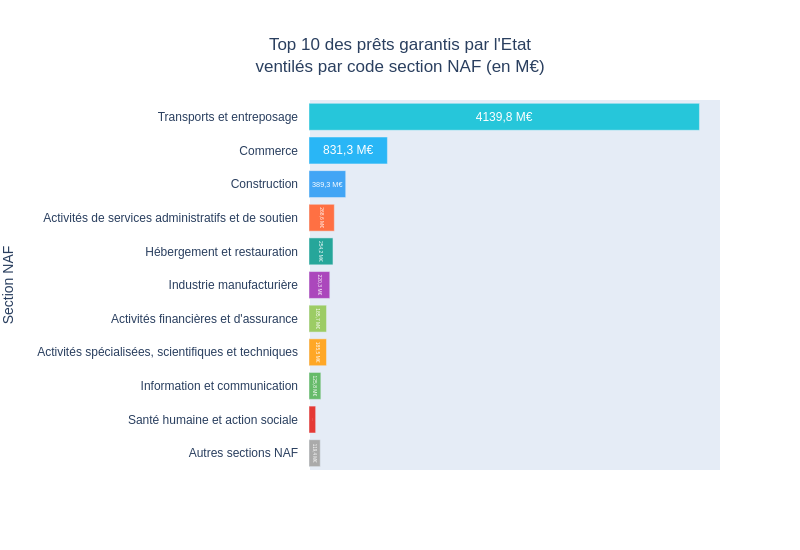 Top 10 des prêts garantis par l'Etat
ventilés par code section NAF (en M€)
Section NAF
Transports et entreposage
4139,8 M€
Commerce
831,3 M€
Construction
389,3 M€
Activités de services administratifs et de soutien
Hébergement et restauration
Industrie manufacturière
Activités financières et d'assurance
Activités spécialisées, scientifiques et techniques
Information et communication
Santé humaine et action sociale
Autres sections NAF